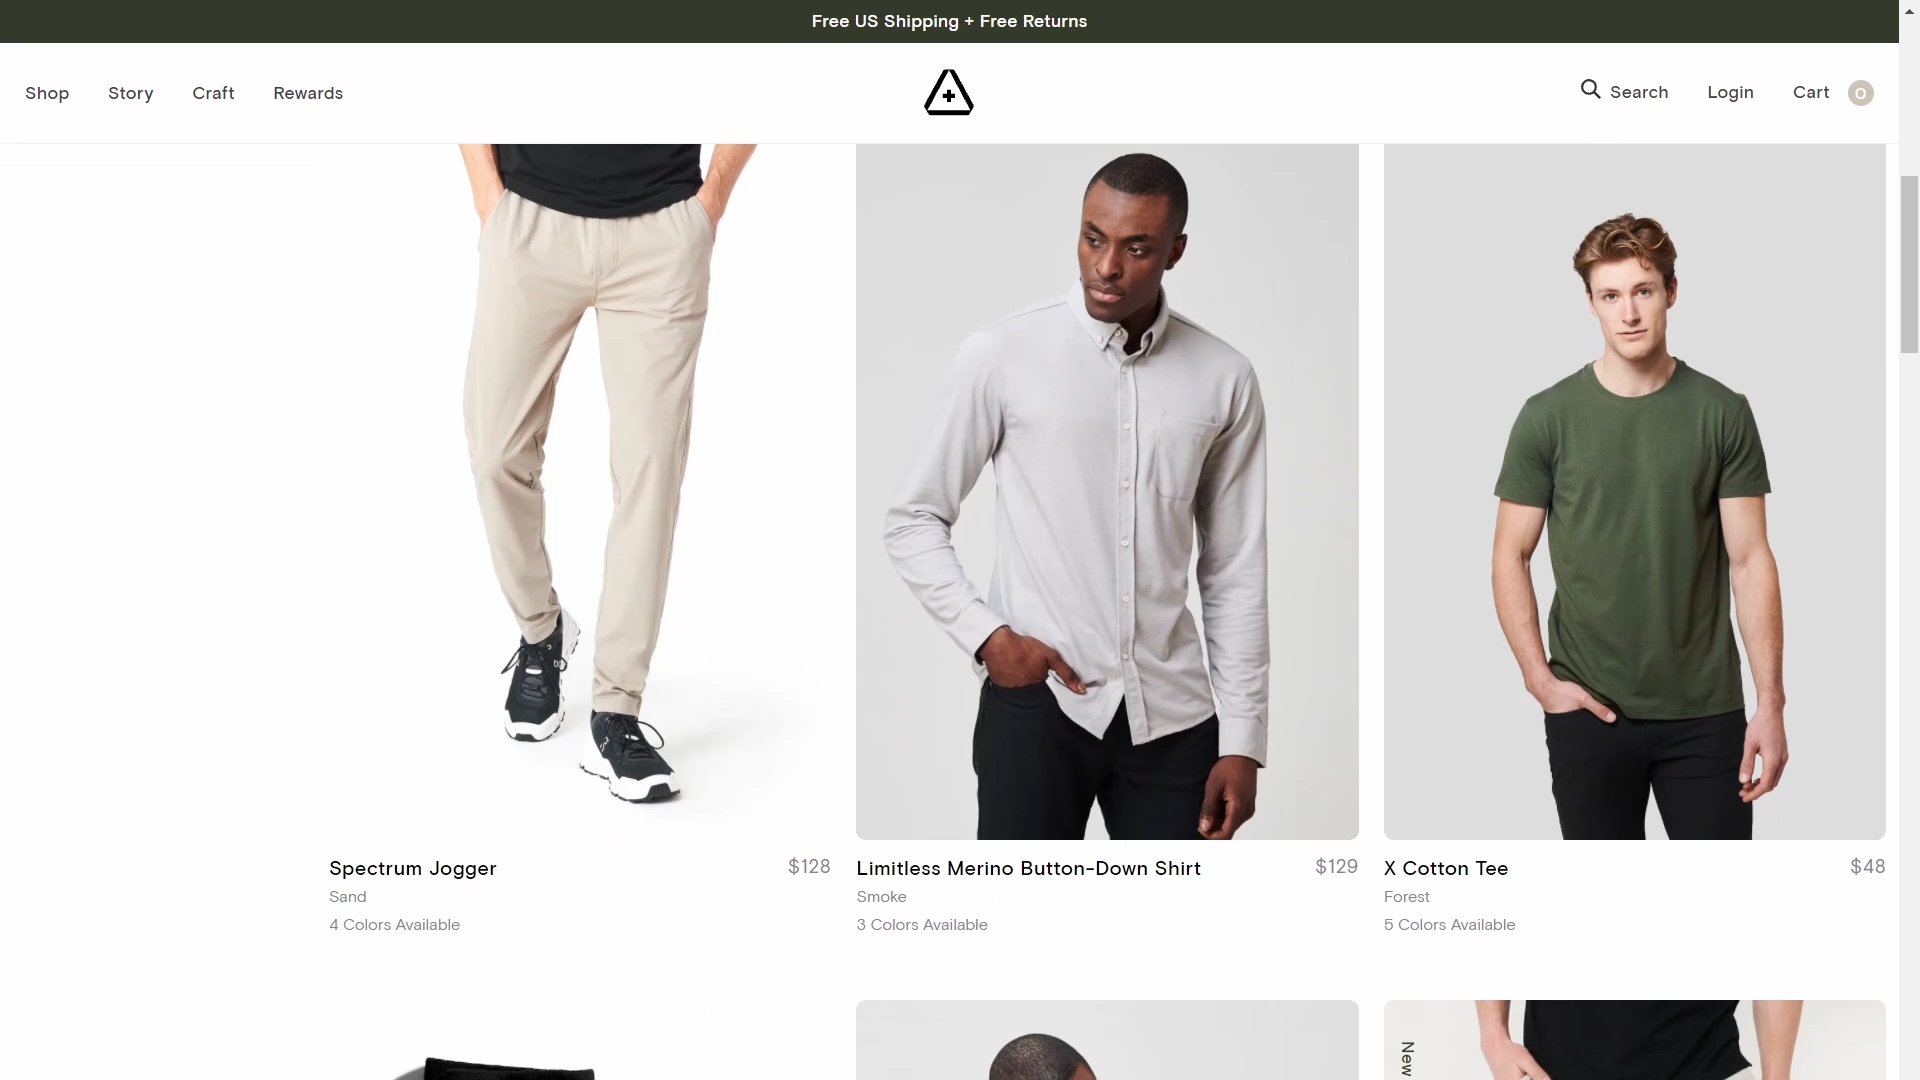 Free US Shipping + Free Returns
Shop
Story
Craft
Rewards
Search
Login
Cart
0
Spectrum Jogger
$128
Sand
4 Colors Available
Limitless Merino Button-Down Shirt
$129
Smoke
3 Colors Available
X Cotton Tee
$48
Forest
5 Colors Available
New